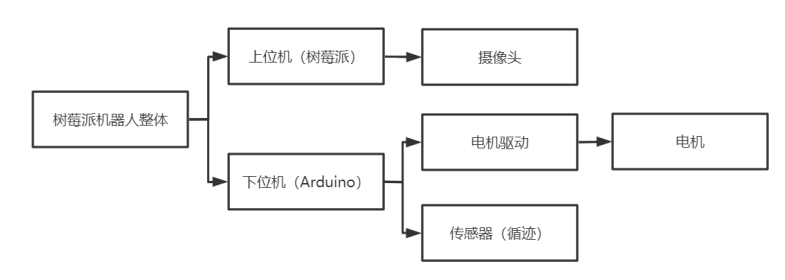 上位机（树莓派）
摄像头
树莓派机器人整体
电机驱动
电机
下位机（Arduino）
传感器（循迹）